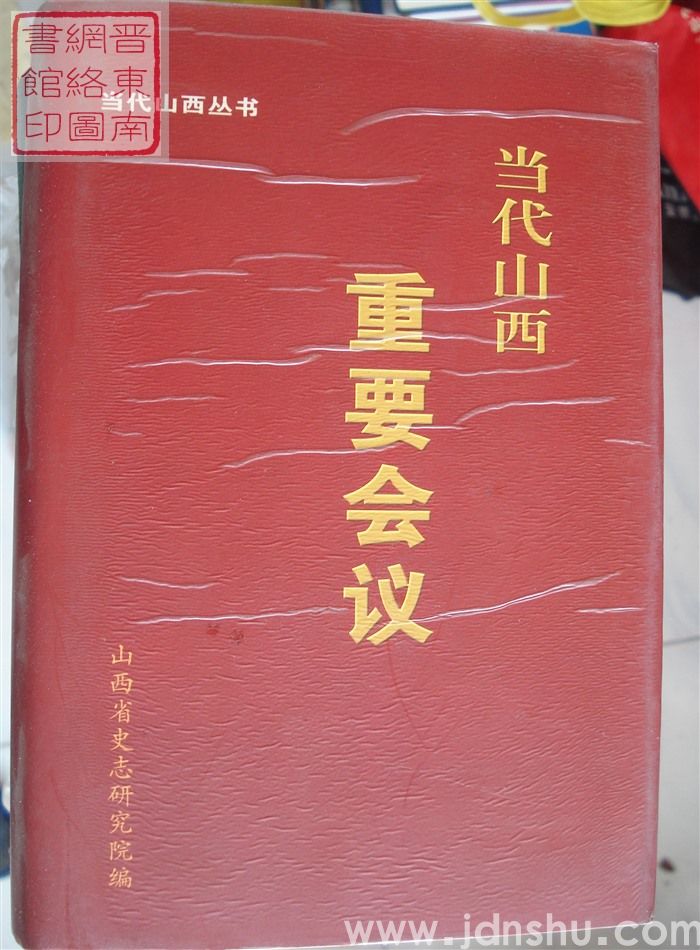 晋東南
網絡圖
書館印
当代山西丛书
当代山西
重要会议
山西省史志研究院编
www.jdnshu.com